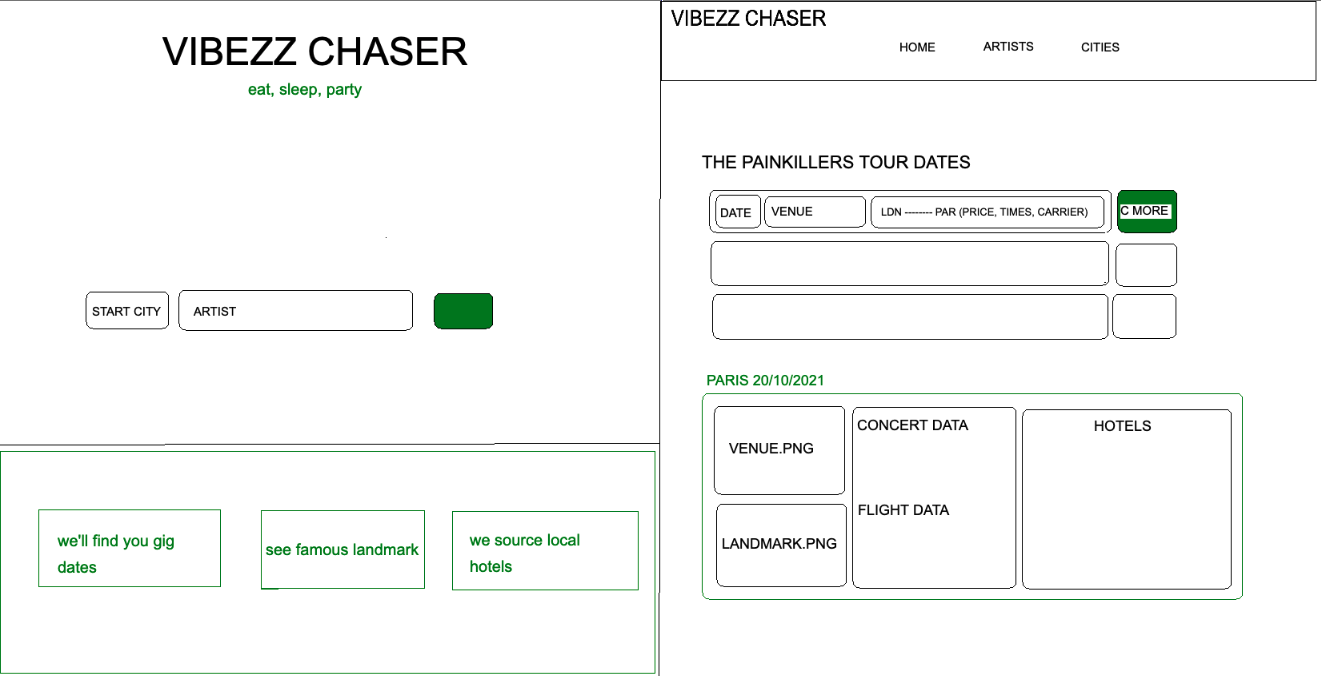 VIBEZZ CHASER
eat, sleep, party
START CITY
ARTIST
we'll find you gig
dates
see famous landmark
we source local
hotels
VIBEZZ CHASER
HOME
ARTISTS
CITIES
THE PAINKILLERS TOUR DATES
DATE
VENUE
LDN -------- PAR (PRICE, TIMES, CARRIER)
C MORE
PARIS 20/10/2021
VENUE.PNG
LANDMARK.PNG
CONCERT DATA
FLIGHT DATA
HOTELS